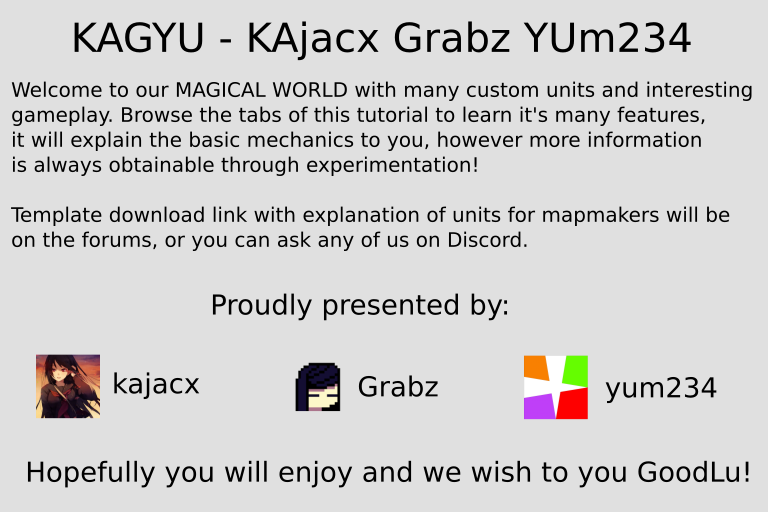 KAGYU - KAjacx Grabz YUm234
Welcome to our MAGICAL WORLD with many custom units and interesting
gameplay. Browse the tabs of this tutorial to learn it's many features,
it will explain the basic mechanics to you, however more information
is always obtainable through experimentation!
Template download link with explanation of units for mapmakers will be
on the forums, or you can ask any of us on Discord.
Proudly presented by:
kajacx Grabz yum234
Hopefully you will enjoy and we wish to you GoodLu!